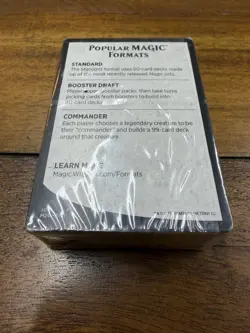 POPULAR MAGIC
FORMATS
STANDARD
The Standard format uses 60-card decks made
up of the most recently released Magic sets.
BOOSTER DRAFT
Players open booster packs, then take turns
picking cards from boosters to build into
40-card decks.
COMMANDER
Each player chooses a legendary creature to be
their "commander" and builds a 99-card deck
around that creature.
LEARN MORE
Magic.Wizards.com/Formats